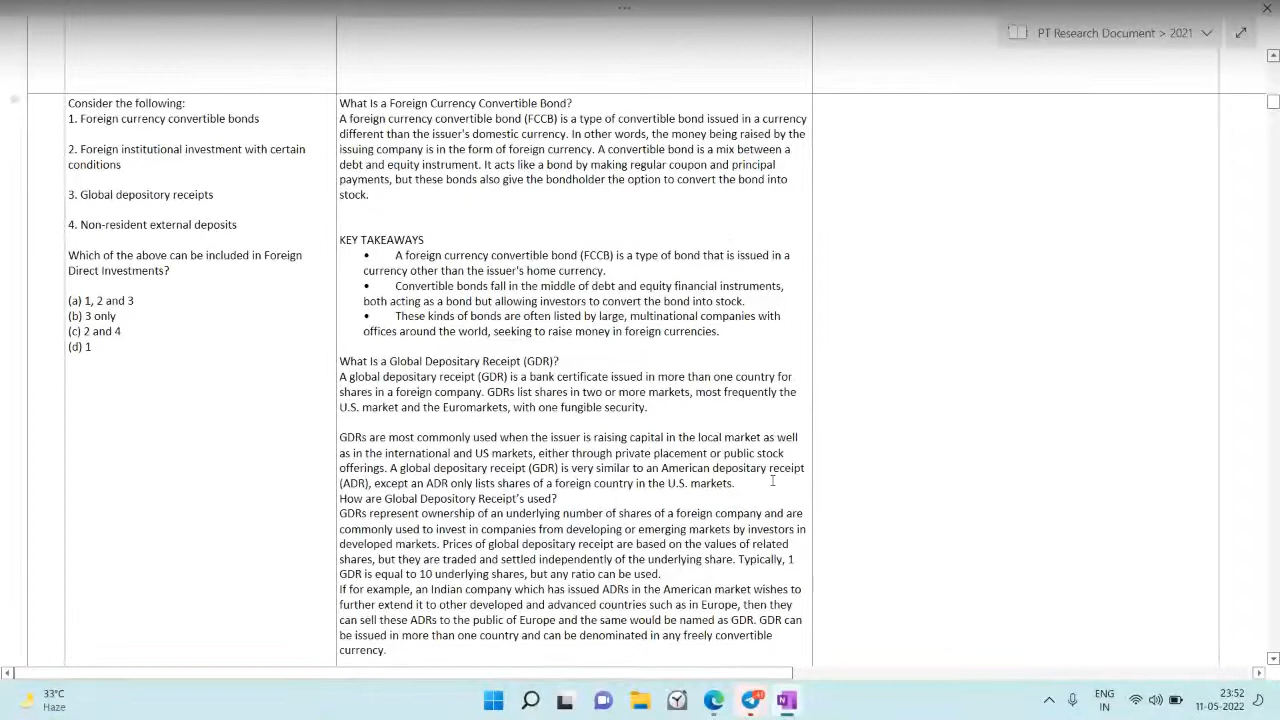 PT Research Document > 2021
Consider the following:
1. Foreign currency convertible bonds
2. Foreign institutional investment with certain
conditions
3. Global depository receipts
4. Non-resident external deposits
Which of the above can be included in Foreign
Direct Investments?
(a) 1, 2 and 3
(b) 3 only
(c) 2 and 4
(d) 1
What Is a Foreign Currency Convertible Bond?
A foreign currency convertible bond (FCCB) is a type of convertible bond issued in a currency
different than the issuer's domestic currency. In other words, the money being raised by the
issuing company is in the form of foreign currency. A convertible bond is a mix between a
debt and equity instrument. It acts like a bond by making regular coupon and principal
payments, but these bonds also give the bondholder the option to convert the bond into
stock.
KEY TAKEAWAYS
• A foreign currency convertible bond (FCCB) is a type of bond that is issued in a
currency other than the issuer's home currency.
• Convertible bonds fall in the middle of debt and equity financial instruments,
both acting as a bond but allowing investors to convert the bond into stock.
• These kinds of bonds are often listed by large, multinational companies with
offices around the world, seeking to raise money in foreign currencies.
What Is a Global Depositary Receipt (GDR)?
A global depositary receipt (GDR) is a bank certificate issued in more than one country for
shares in a foreign company. GDRs list shares in two or more markets, most frequently the
U.S. market and the Euromarkets, with one fungible security.
GDRs are most commonly used when the issuer is raising capital in the local market as well
as in the international and US markets, either through private placement or public stock
offerings. A global depositary receipt (GDR) is very similar to an American depositary receipt
(ADR), except an ADR only lists shares of a foreign country in the U.S. markets.
How are Global Depository Receipt’s used?
GDRs represent ownership of an underlying number of shares of a foreign company and are
commonly used to invest in companies from developing or emerging markets by investors in
developed markets. Prices of global depositary receipt are based on the values of related
shares, but they are traded and settled independently of the underlying share. Typically, 1
GDR is equal to 10 underlying shares, but any ratio can be used.
If for example, an Indian company which has issued ADRs in the American market wishes to
further extend it to other developed and advanced countries such as in Europe, then they
can sell these ADRs to the public of Europe and the same would be named as GDR. GDR can
be issued in more than one country and can be denominated in any freely convertible
currency.
33°C
Haze
41
ENG
IN
23:52
11-05-2022